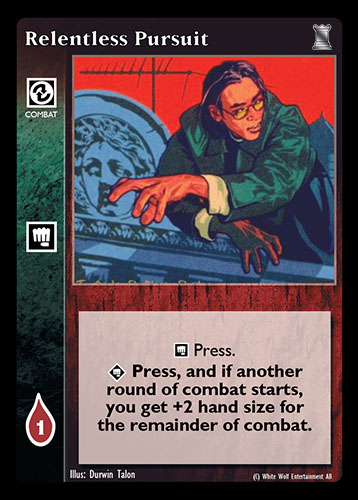 Relentless Pursuit
COMBAT
Press.
Press, and if another
round of combat starts,
you get +2 hand size for
the remainder of combat.
1
Illus: Durwin Talon
(C) White Wolf Entertainment AB